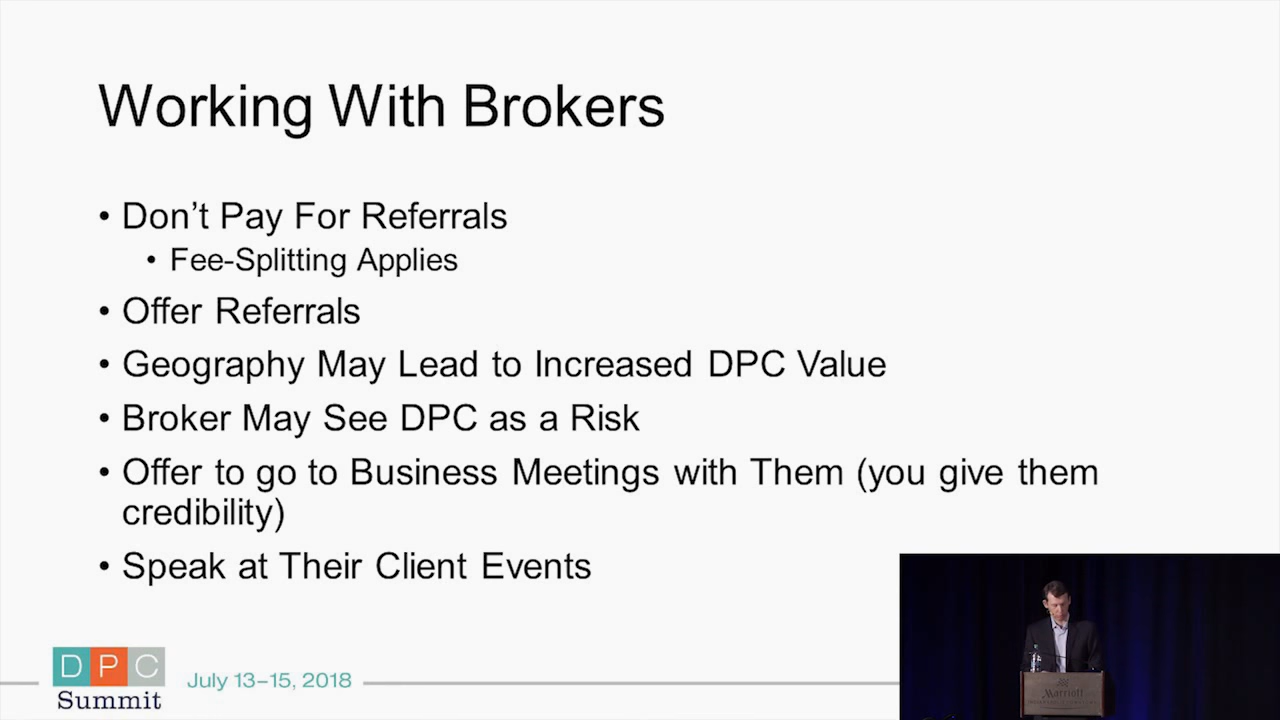 Working With Brokers
• Don’t Pay For Referrals
• Fee-Splitting Applies
• Offer Referrals
• Geography May Lead to Increased DPC Value
• Broker May See DPC as a Risk
• Offer to go to Business Meetings with Them (you give them
credibility)
• Speak at Their Client Events
DPC
Summit
July 13–15, 2018
Marriott